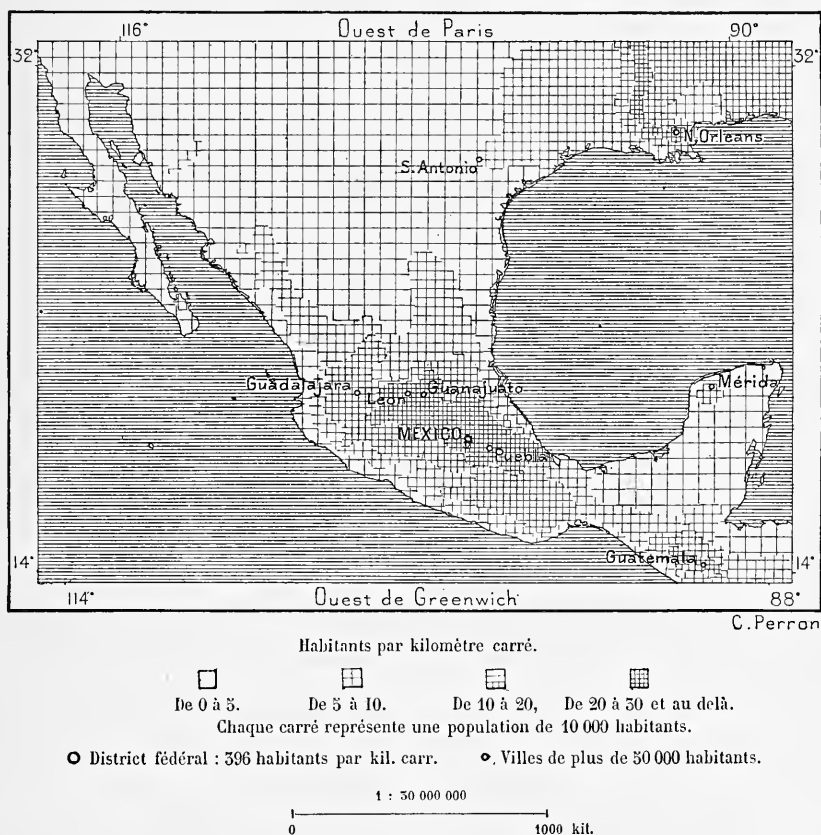 116° Ouest de Paris 90°
32° 32°
N. Orleans
S. Antonio
Guadalajara Leon Guanajuato Mérida
MEXICO
Puebla
14° Guatemala 14°
114° Ouest de Greenwich 88°
C. Perron
Habitants par kilomètre carré.
De 0 à 5. De 5 à 10. De 10 à 20, De 20 à 30 et au delà.
Chaque carré représente une population de 10 000 habitants.
District fédéral : 396 habitants par kil. carr. Villes de plus de 50 000 habitants.
1 : 30 000 000
0 1000 kil.